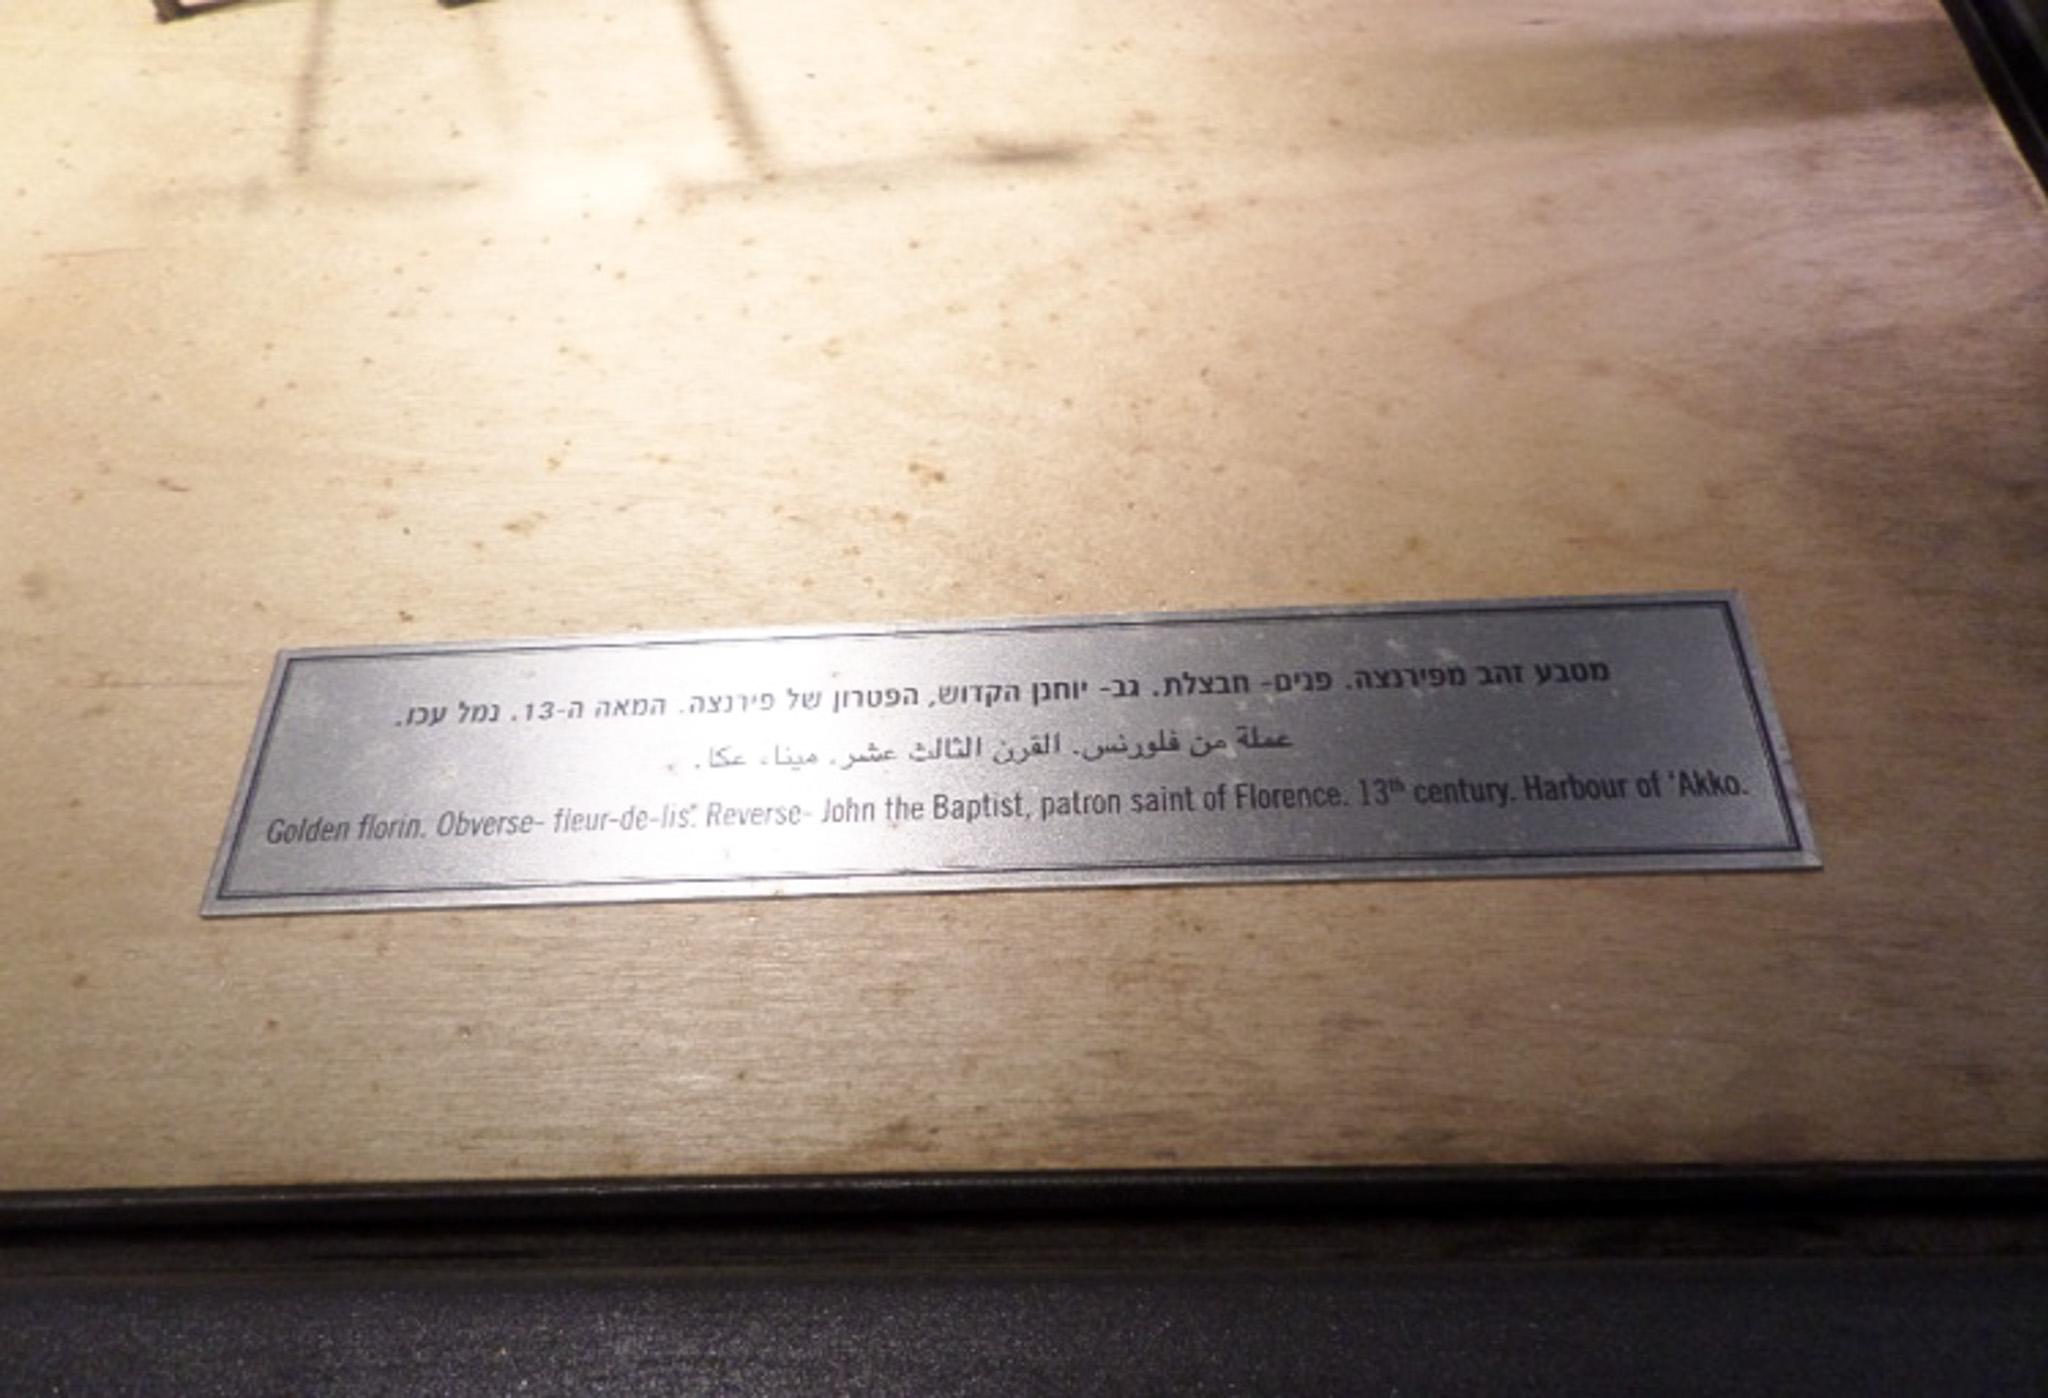 מטבע זהב מפירנצה. פנים- חבצלת. גב- יוחנן הקדוש, הפטרון של פירנצה. המאה ה-13. נמל עכו.
عملة من فلورنس. القرن الثالث عشر. ميناء عكا.
Golden florin. Obverse- fleur-de-lis". Reverse- John the Baptist, patron saint of Florence. 13th century. Harbour of 'Akko.